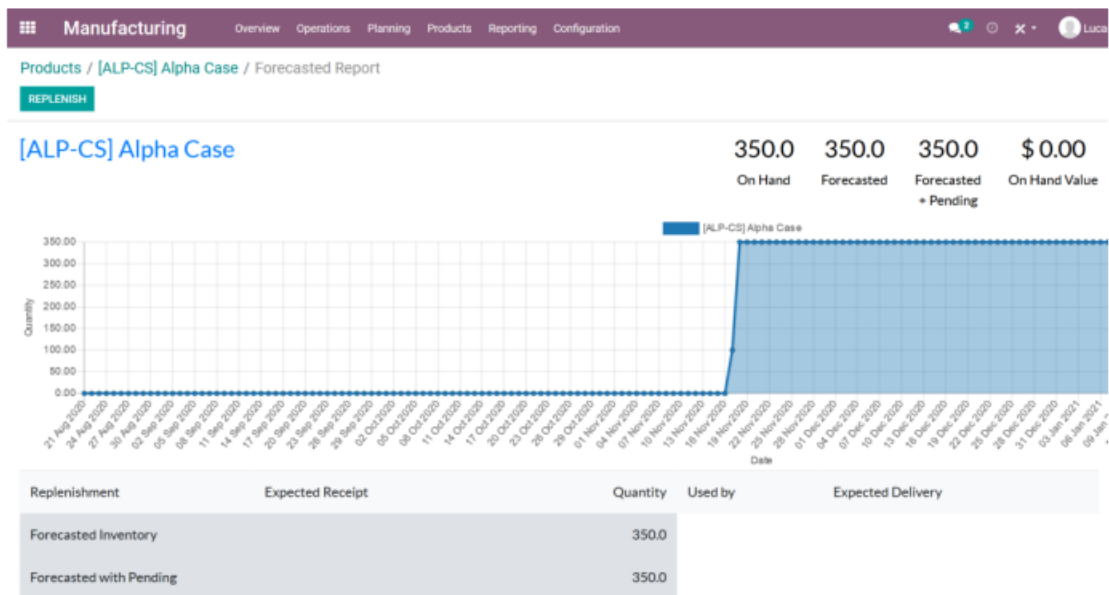 Manufacturing Overview Operations Planning Products Reporting Configuration 2 Luca
Products / [ALP-CS] Alpha Case / Forecasted Report
REPLENISH
[ALP-CS] Alpha Case
350.0 350.0 350.0 $ 0.00
On Hand Forecasted Forecasted On Hand Value
+ Pending
[ALP-CS] Alpha Case
350.00
300.00
250.00
200.00
150.00
100.00
50.00
0.00
Quantity
21 Aug 2020 24 Aug 2020 27 Aug 2020 30 Aug 2020 02 Sep 2020 05 Sep 2020 08 Sep 2020 11 Sep 2020 14 Sep 2020 17 Sep 2020 20 Sep 2020 23 Sep 2020 26 Sep 2020 29 Sep 2020 02 Oct 2020 05 Oct 2020 08 Oct 2020 11 Oct 2020 14 Oct 2020 17 Oct 2020 20 Oct 2020 23 Oct 2020 26 Oct 2020 29 Oct 2020 01 Nov 2020 04 Nov 2020 07 Nov 2020 10 Nov 2020 13 Nov 2020 16 Nov 2020 19 Nov 2020 22 Nov 2020 25 Nov 2020 28 Nov 2020 01 Dec 2020 04 Dec 2020 07 Dec 2020 10 Dec 2020 13 Dec 2020 16 Dec 2020 19 Dec 2020 22 Dec 2020 25 Dec 2020 28 Dec 2020 31 Dec 2020 03 Jan 2021 06 Jan 2021 09 Jan
Date
Replenishment Expected Receipt Quantity Used by Expected Delivery
Forecasted Inventory 350.0
Forecasted with Pending 350.0